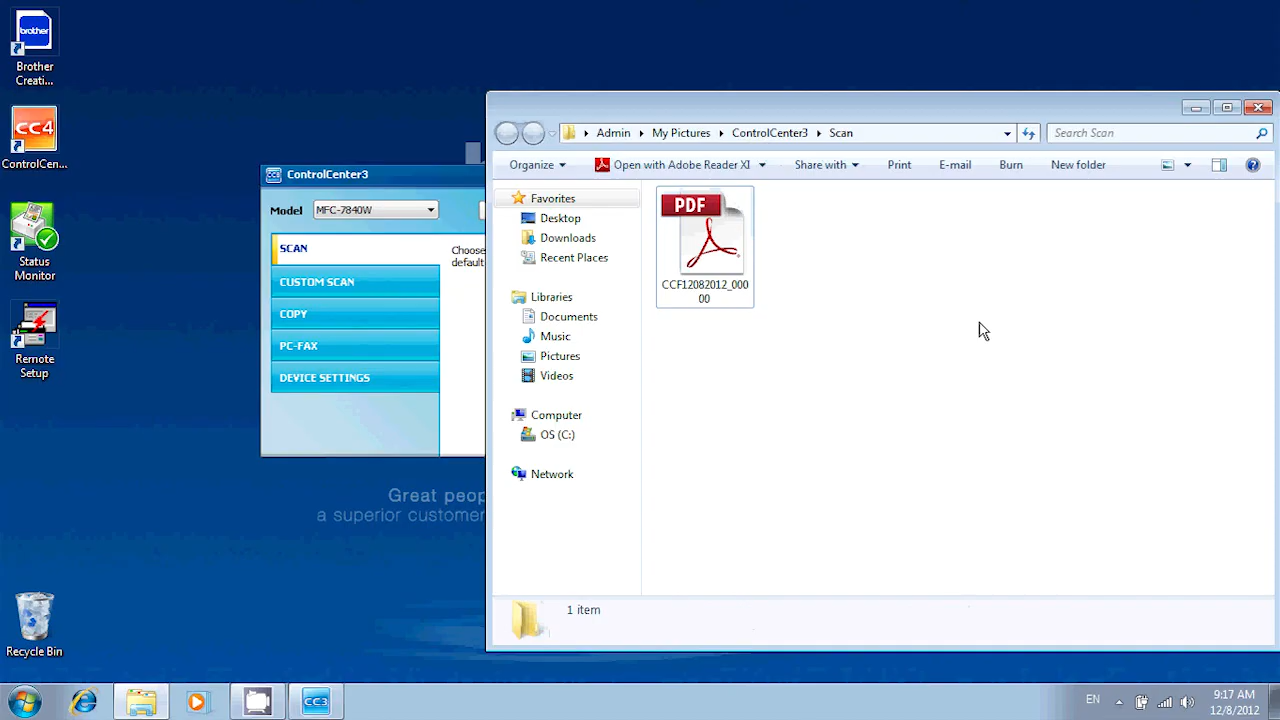 brother
Brother
Creati...
CC4
ControlCen...
Status
Monitor
Remote
Setup
Recycle Bin
ControlCenter3
Model
MFC-7840W
SCAN
CUSTOM SCAN
COPY
PC-FAX
DEVICE SETTINGS
Choose
default
Great peop
a superior customer
Admin
My Pictures
ControlCenter3
Scan
Search Scan
Organize
Open with Adobe Reader XI
Share with
Print
E-mail
Burn
New folder
Favorites
Desktop
Downloads
Recent Places
Libraries
Documents
Music
Pictures
Videos
Computer
OS (C:)
Network
PDF
CCF12082012_000
00
1 item
CC3
EN
9:17 AM
12/8/2012